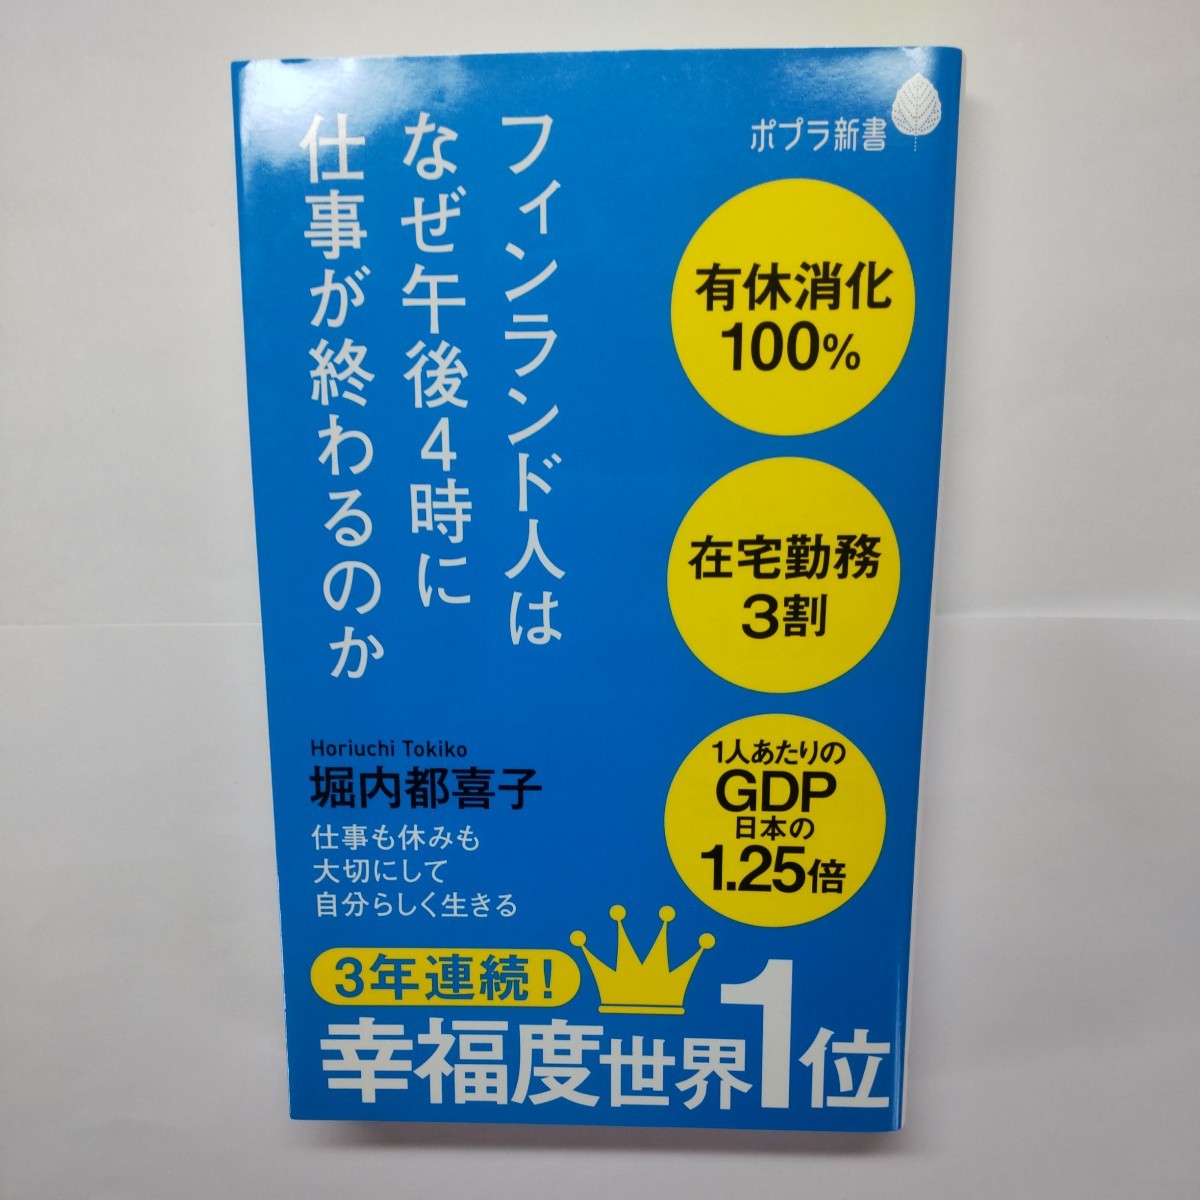 ポプラ新書
フィンランド人は
なぜ午後4時に
仕事が終わるのか
有休消化
100%
在宅勤務
3割
1人あたりの
GDP
日本の
1.25倍
Horiuchi Tokiko
堀内都喜子
仕事も休みも
大切にして
自分らしく生きる
3年連続!
幸福度世界1位